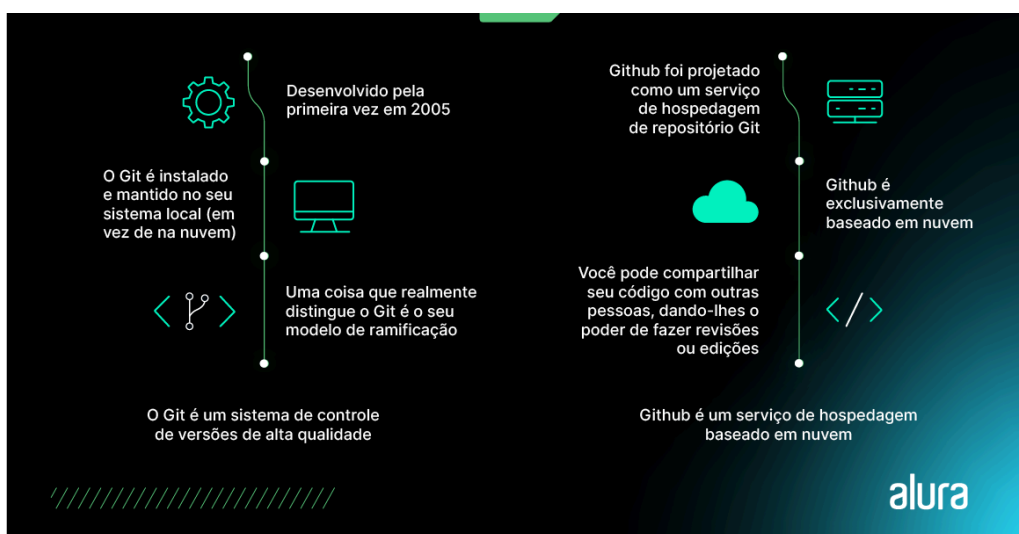 Desenvolvido pela
primeira vez em 2005
O Git é instalado
e mantido no seu
sistema local (em
vez de na nuvem)
Uma coisa que realmente
distingue o Git é o seu
modelo de ramificação
O Git é um sistema de controle
de versões de alta qualidade
Github foi projetado
como um serviço
de hospedagem
de repositório Git
Github é
exclusivamente
baseado em nuvem
Você pode compartilhar
seu código com outras
pessoas, dando-lhes o
poder de fazer revisões
ou edições
Github é um serviço de hospedagem
baseado em nuvem
alura